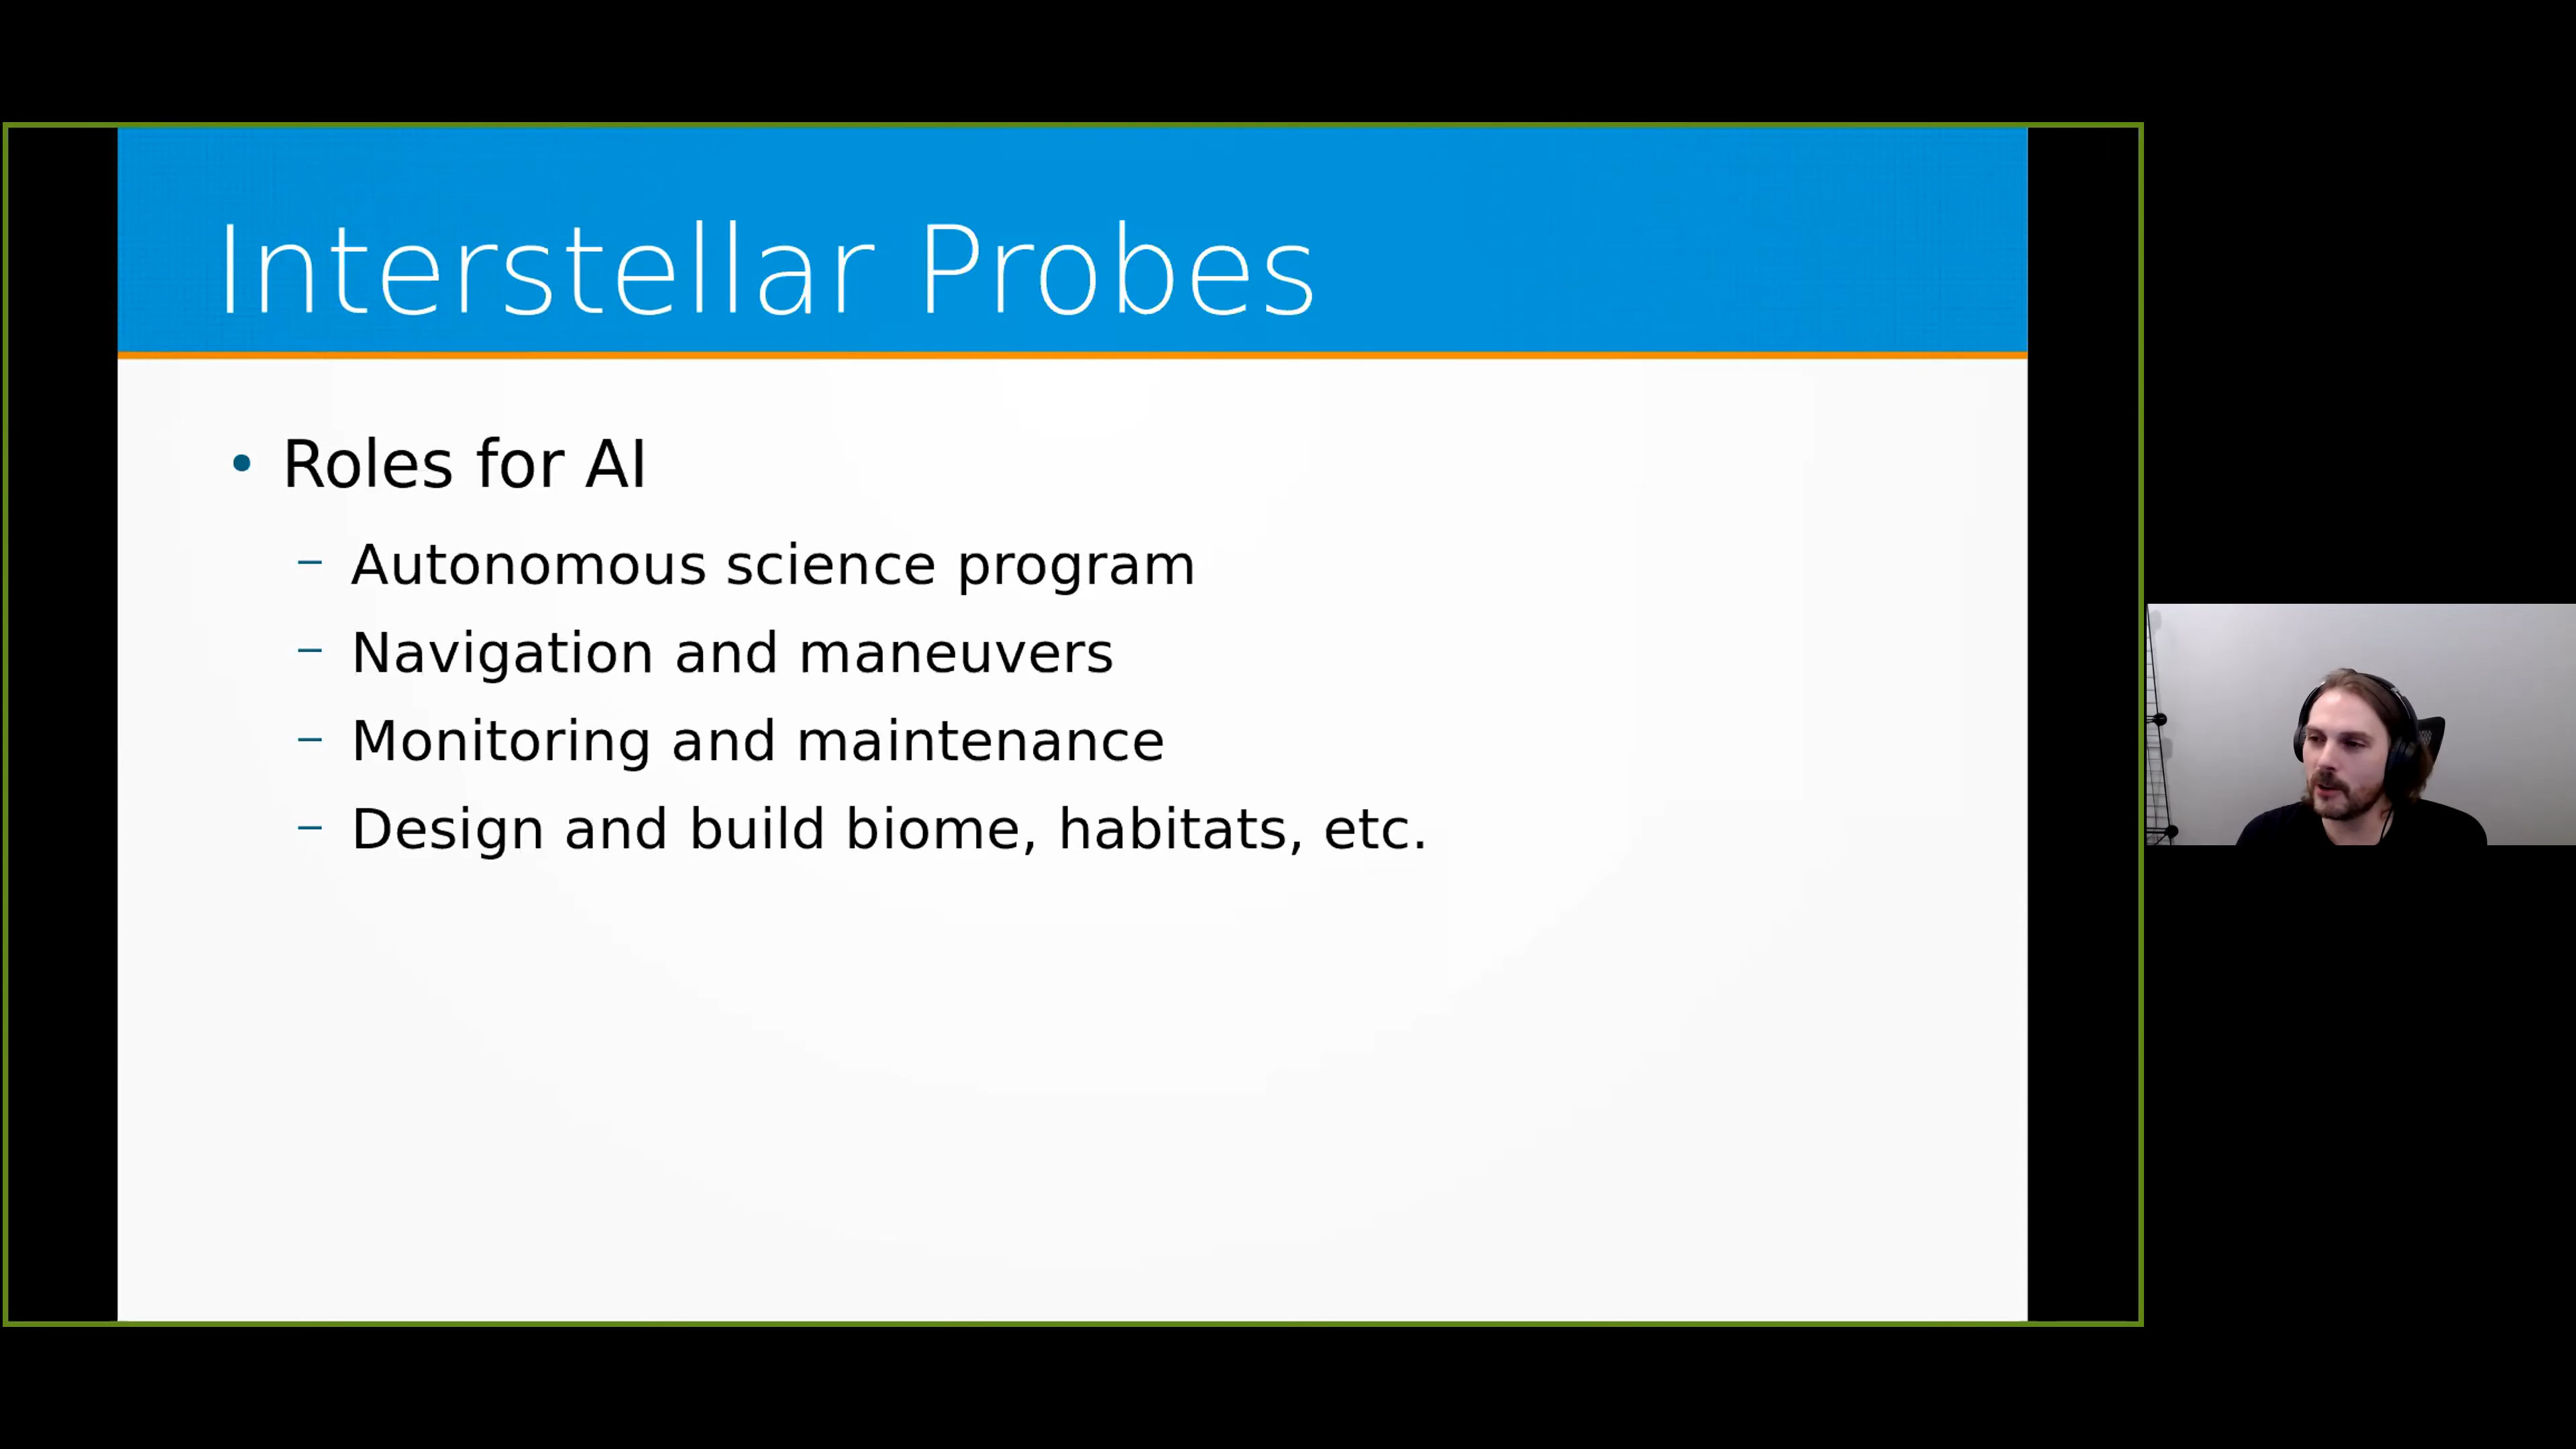 Interstellar Probes
• Roles for AI
– Autonomous science program
– Navigation and maneuvers
– Monitoring and maintenance
– Design and build biome, habitats, etc.